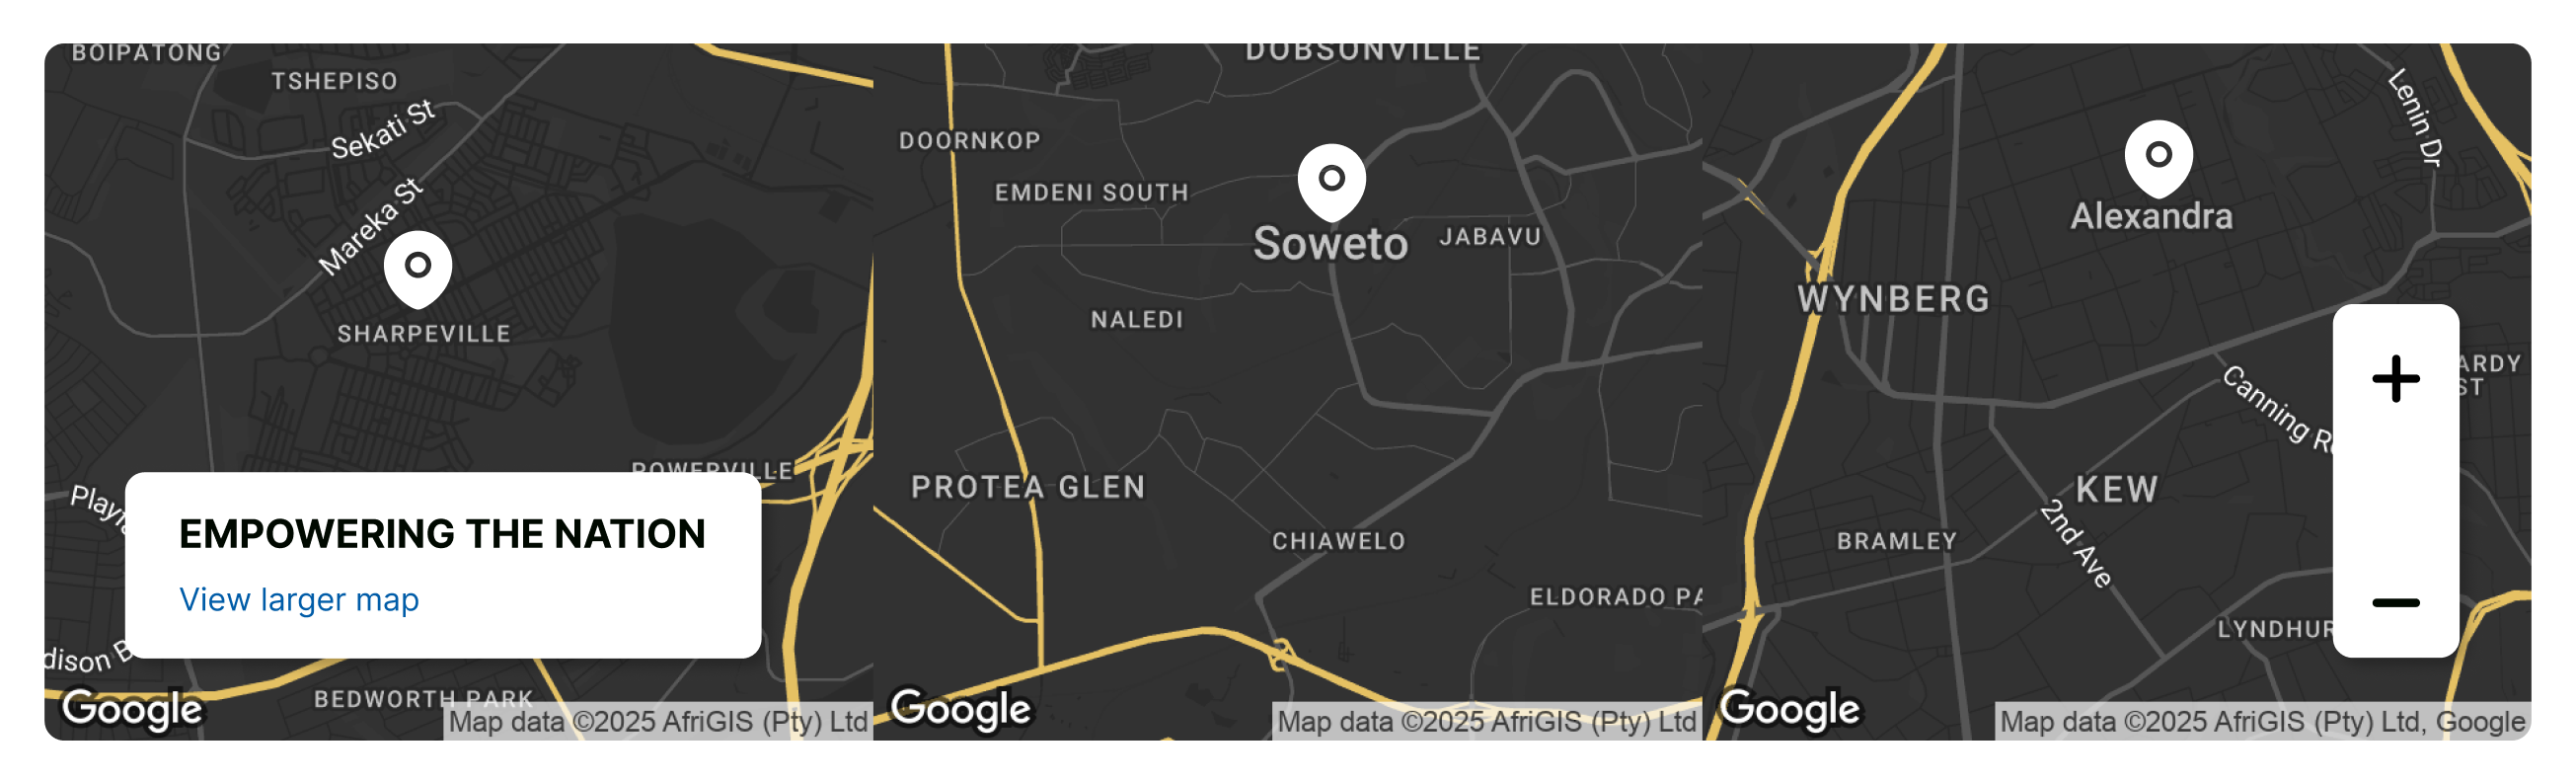 BOIPATONG
TSHEPISO
Sekati St
Mareka St
SHARPEVILLE
POWERVILLE
EMPOWERING THE NATION
View larger map
BEDWORTH PARK
Google
Map data ©2025 AfriGIS (Pty) Ltd
DOBSONVILLE
DOORNKOP
EMDENI SOUTH
Soweto
JABAVU
NALEDI
PROTEA GLEN
CHIAWELO
ELDORADO PA
Google
Map data ©2025 AfriGIS (Pty) Ltd
Lenin Dr
Alexandra
WYNBERG
ARDY
ST
Canning R
KEW
2nd Ave
BRAMLEY
LYNDHUR
Google
Map data ©2025 AfriGIS (Pty) Ltd, Google